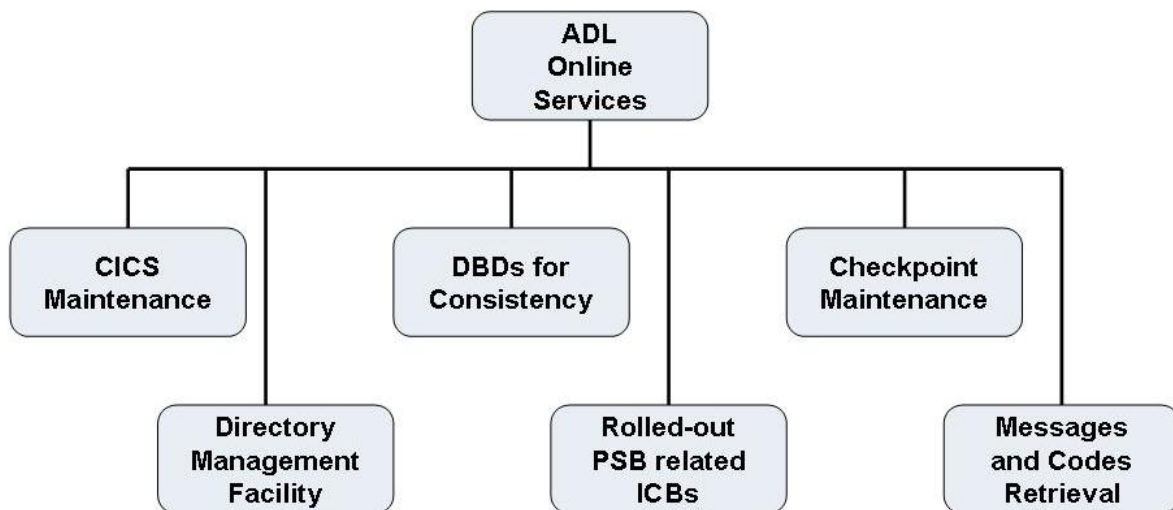 ADL
Online
Services
CICS
Maintenance
DBDs for
Consistency
Checkpoint
Maintenance
Directory
Management
Facility
Rolled-out
PSB related
ICBs
Messages
and Codes
Retrieval